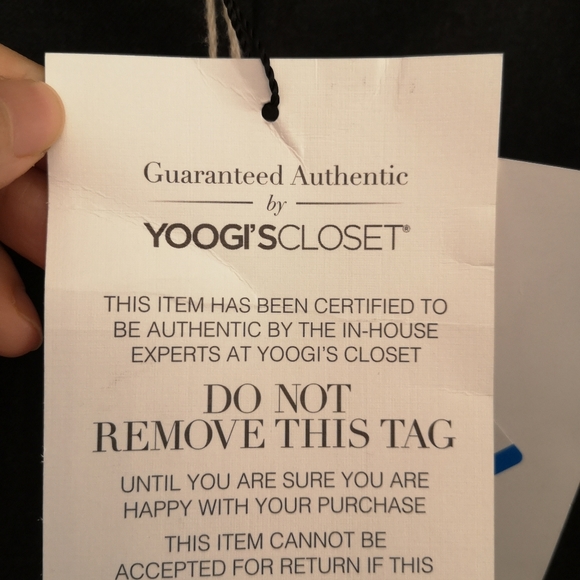 Guaranteed Authentic
by
YOOGI'SCLOSET®
THIS ITEM HAS BEEN CERTIFIED TO
BE AUTHENTIC BY THE IN-HOUSE
EXPERTS AT YOOGI'S CLOSET
DO NOT
REMOVE THIS TAG
UNTIL YOU ARE SURE YOU ARE
HAPPY WITH YOUR PURCHASE
THIS ITEM CANNOT BE
ACCEPTED FOR RETURN IF THIS